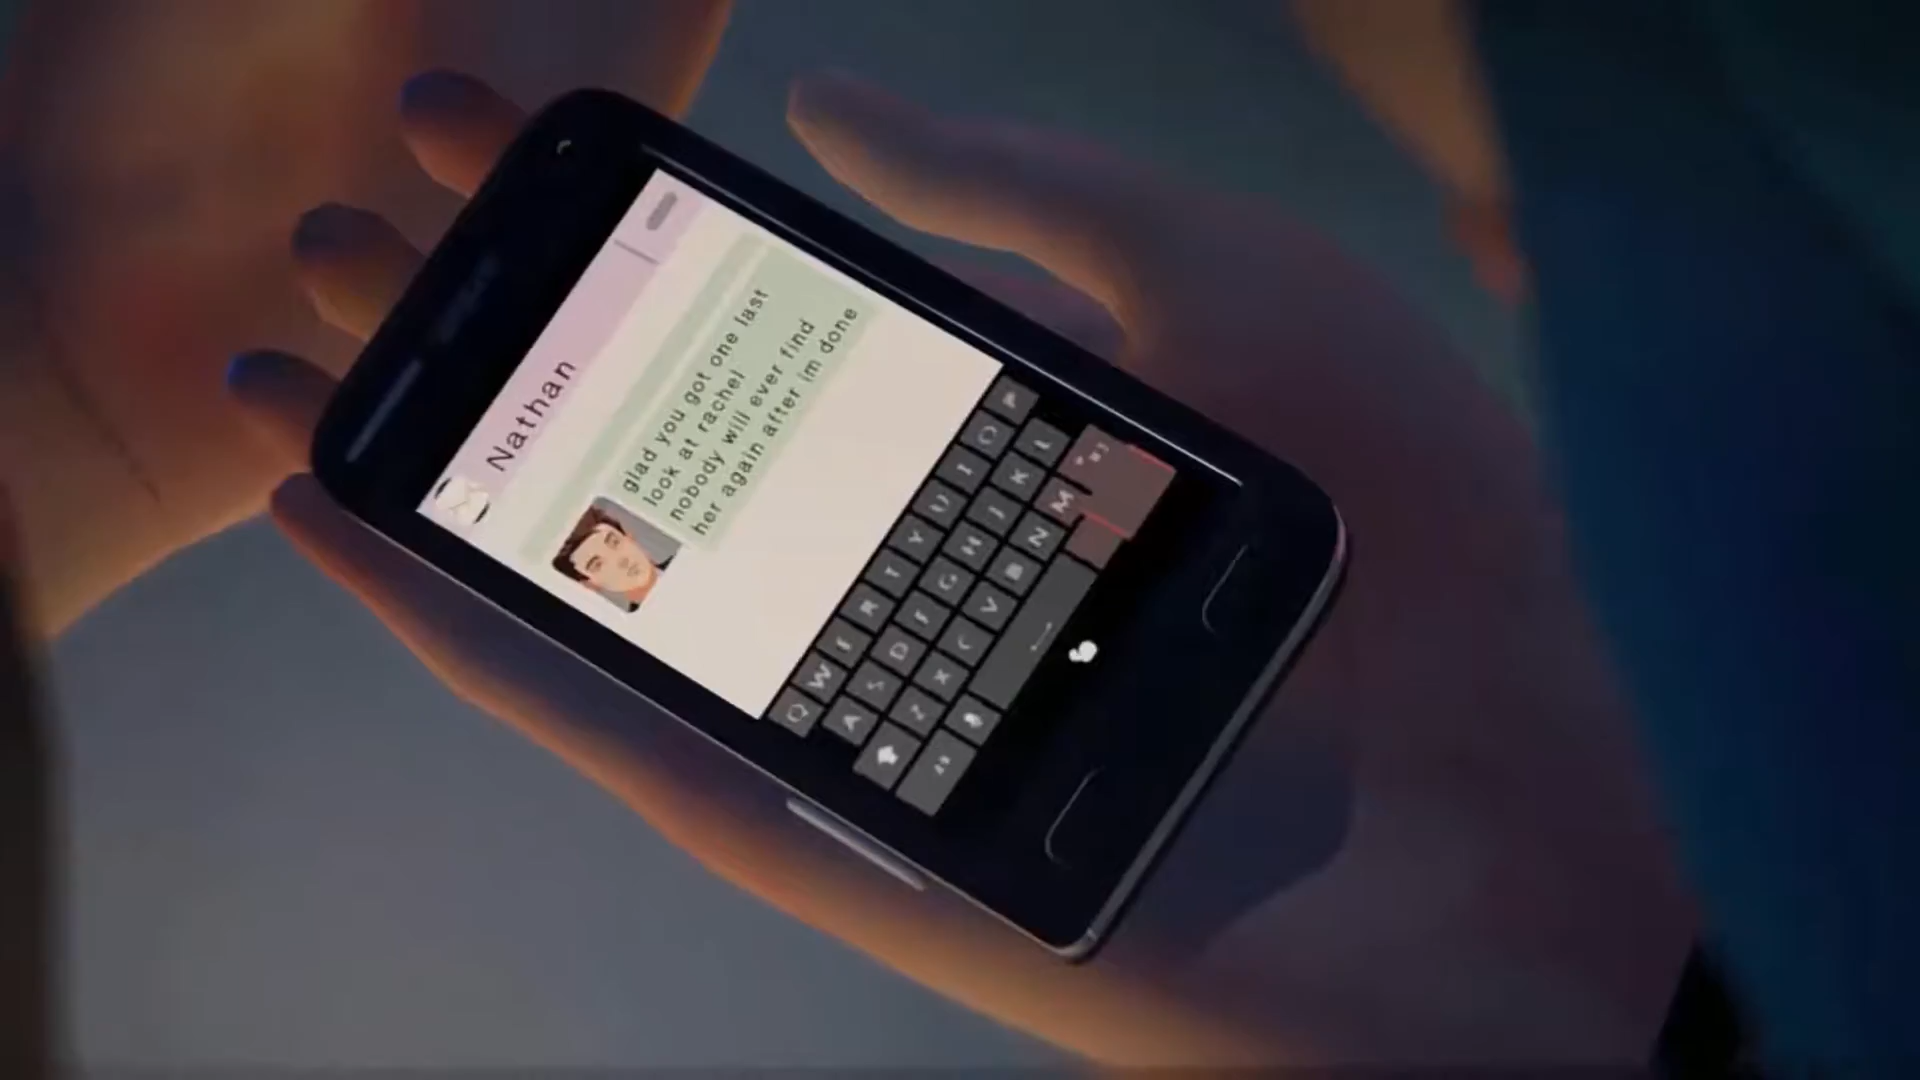 Nathan
glad you got one last
look at rachel
nobody will ever find
her again after im done
Q W E R T Y U I O P
A S D F G H J K L
Z X C V B N M